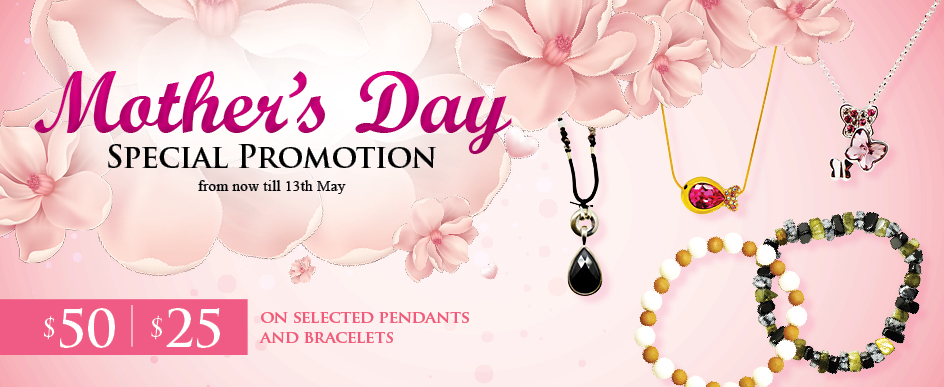 Mother's Day
SPECIAL PROMOTION
from now till 13th May
$50 | $25
ON SELECTED PENDANTS
AND BRACELETS